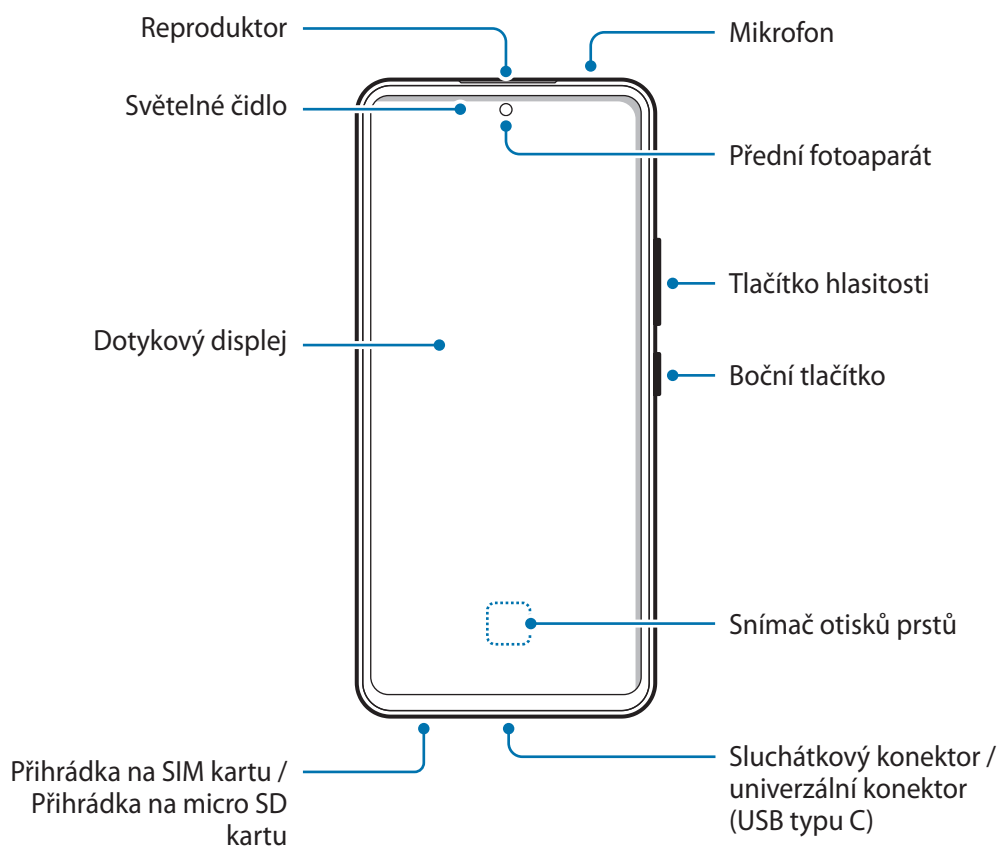 Reproduktor
Mikrofon
Světelné čidlo
Přední fotoaparát
Tlačítko hlasitosti
Dotykový displej
Boční tlačítko
Snímač otisků prstů
Přihrádka na SIM kartu /
Přihrádka na micro SD
kartu
Sluchátkový konektor /
univerzální konektor
(USB typu C)